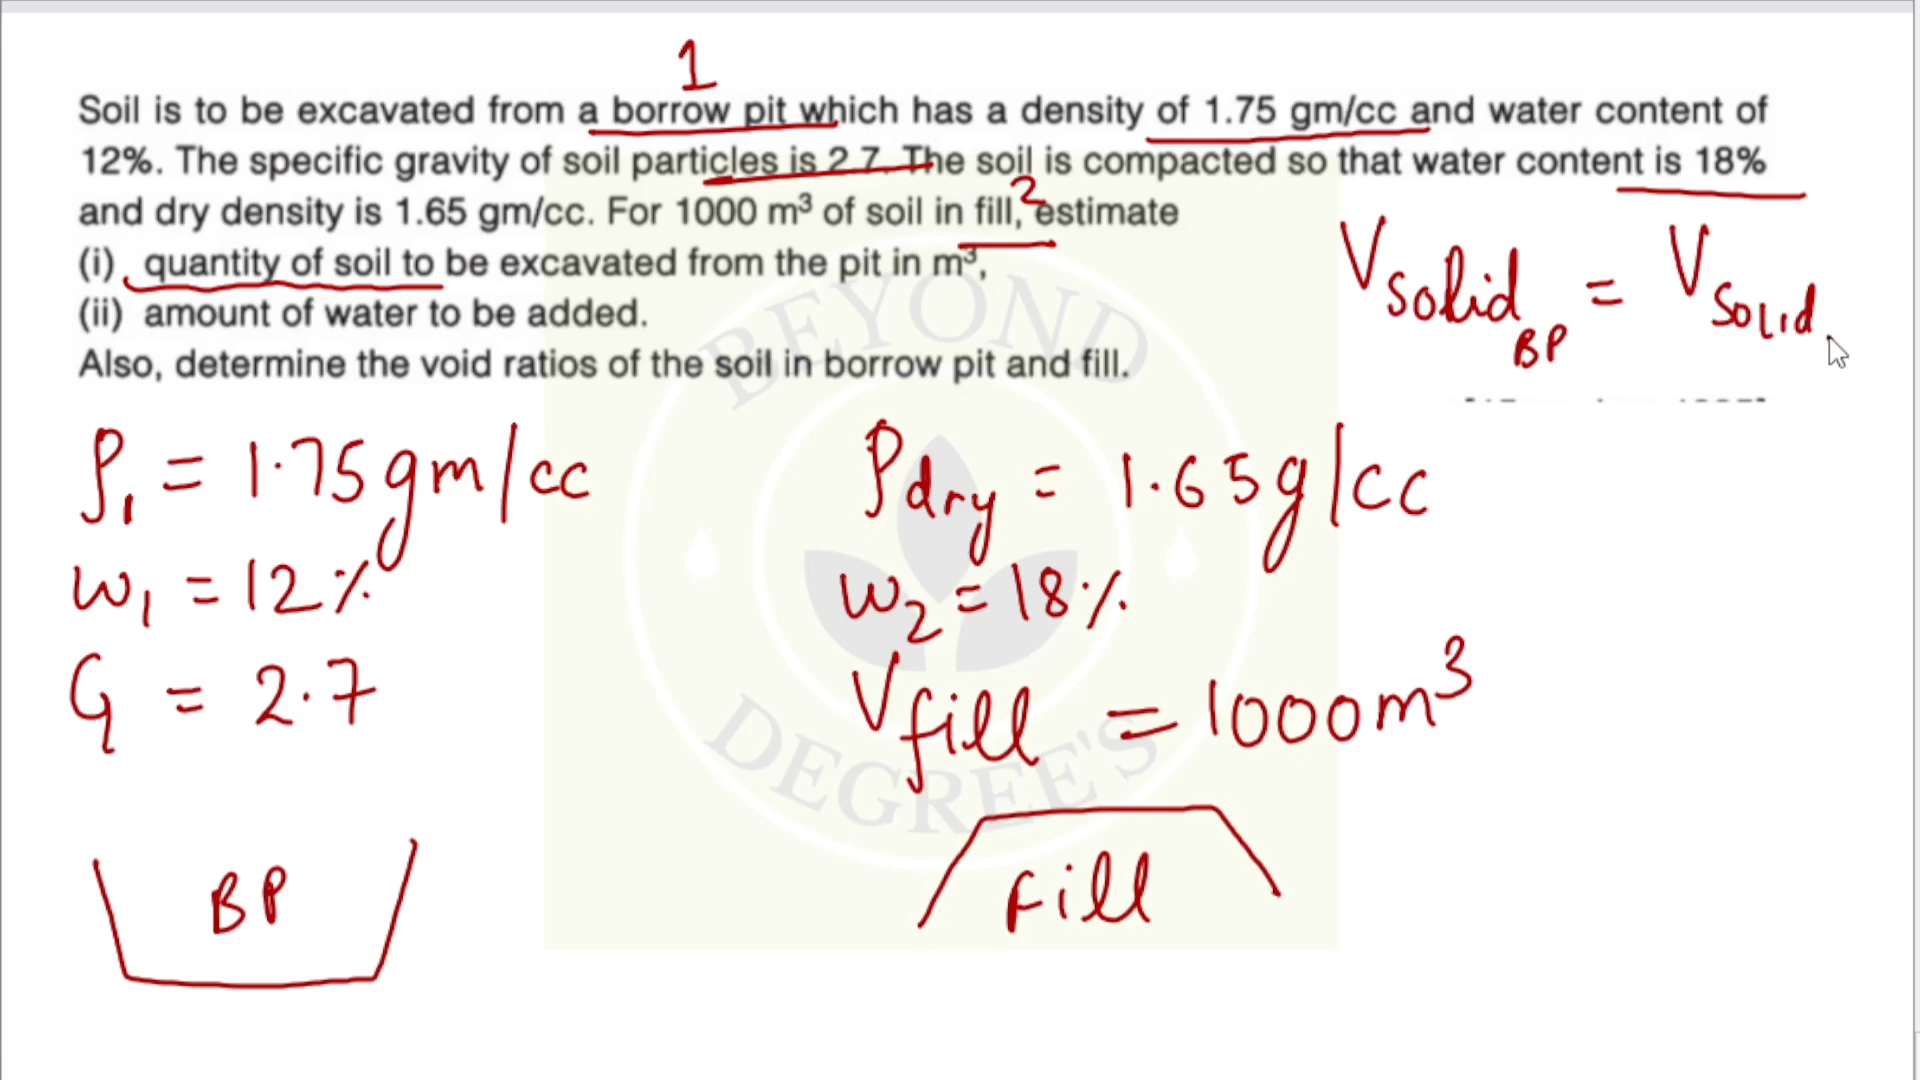 1
Soil is to be excavated from a borrow pit which has a density of 1.75 gm/cc and water content of
12%. The specific gravity of soil particles is 2.7. The soil is compacted so that water content is 18%
2
and dry density is 1.65 gm/cc. For 1000 m³ of soil in fill, estimate
(i) quantity of soil to be excavated from the pit in m³,
(ii) amount of water to be added.
Also, determine the void ratios of the soil in borrow pit and fill.
V solid BP = V solid
ρ₁ = 1.75 gm/cc
w₁ = 12%
G = 2.7
ρdry = 1.65 g/cc
w₂ = 18%
Vfill = 1000 m³
BP
Fill
BEYOND
DEGREE'S